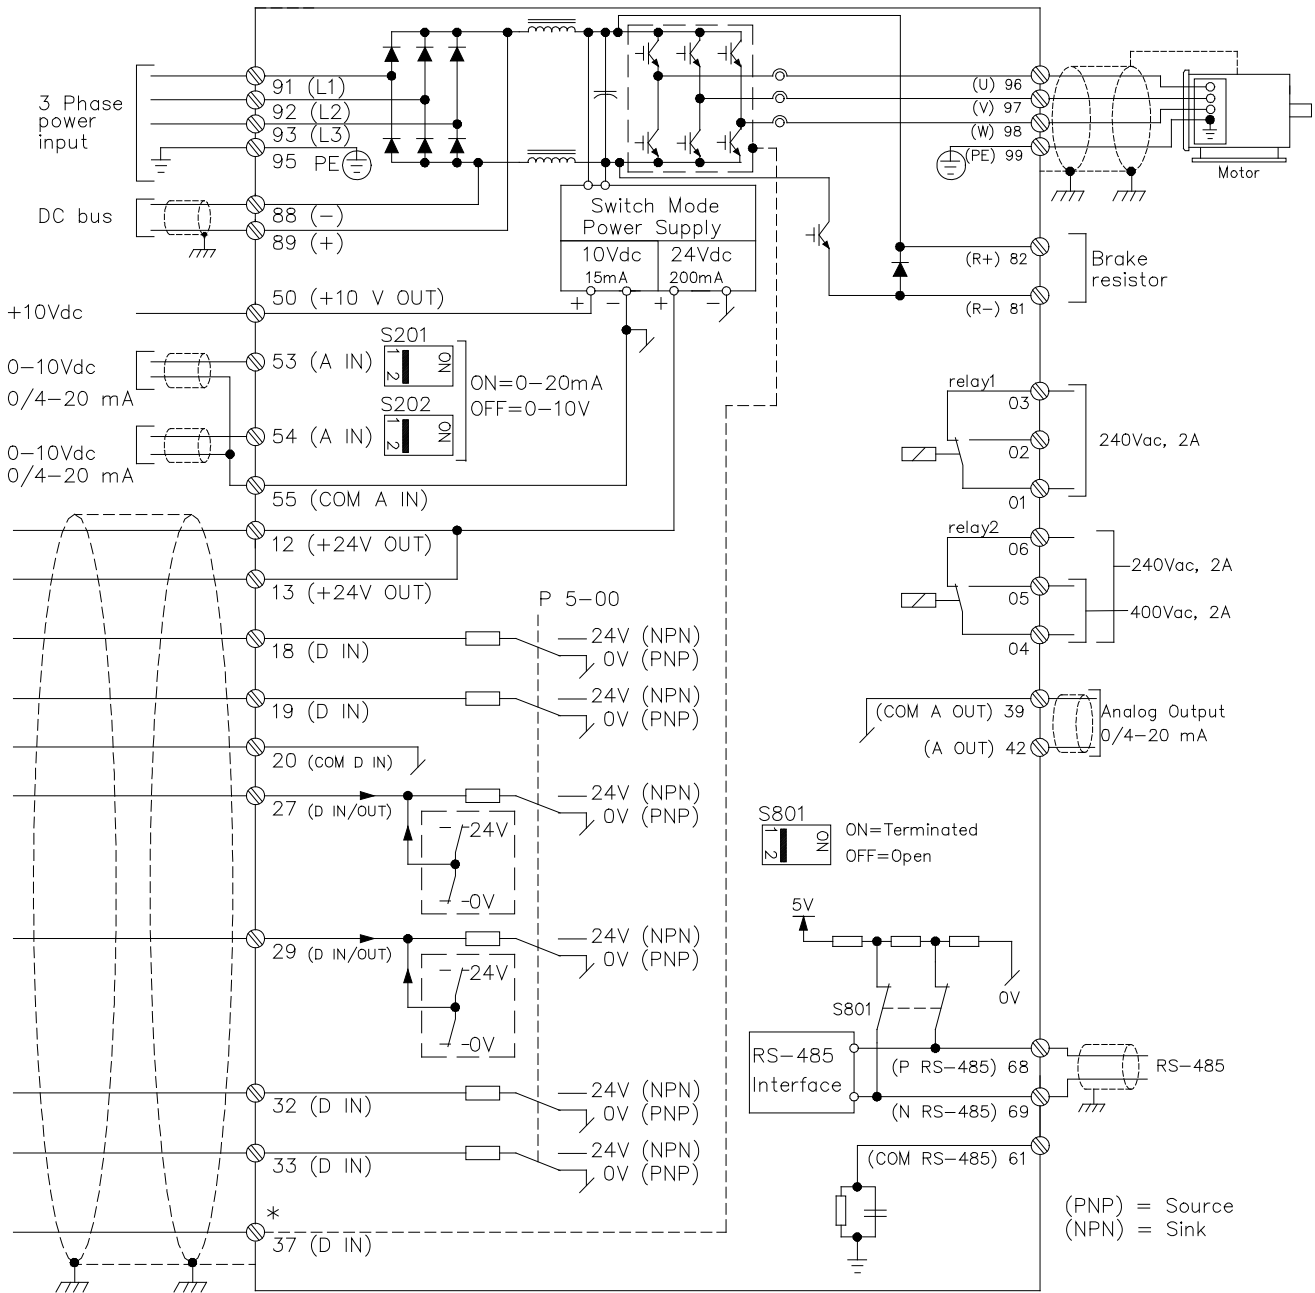 3 Phase
power
input
91 (L1)
92 (L2)
93 (L3)
95 PE
DC bus
88 (−)
89 (+)
+10Vdc
50 (+10 V OUT)
0−10Vdc
0/4−20 mA
53 (A IN)
S201
1 2
ON
ON=0−20mA
OFF=0−10V
0−10Vdc
0/4−20 mA
54 (A IN)
S202
1 2
ON
55 (COM A IN)
12 (+24V OUT)
13 (+24V OUT)
P 5-00
18 (D IN)
24V (NPN)
0V (PNP)
19 (D IN)
24V (NPN)
0V (PNP)
20 (COM D IN)
27 (D IN/OUT)
24V (NPN)
0V (PNP)
24V
0V
29 (D IN/OUT)
24V (NPN)
0V (PNP)
24V
0V
32 (D IN)
24V (NPN)
0V (PNP)
33 (D IN)
24V (NPN)
0V (PNP)
*
37 (D IN)
Switch Mode
Power Supply
10Vdc
15mA
24Vdc
200mA
+ − + −
(U) 96
(V) 97
(W) 98
(PE) 99
Motor
(R+) 82
(R−) 81
Brake
resistor
relay1
03
02
01
240Vac, 2A
relay2
06
05
04
240Vac, 2A
400Vac, 2A
(COM A OUT) 39
(A OUT) 42
Analog Output
0/4−20 mA
S801
1 2
ON
ON=Terminated
OFF=Open
5V
0V
S801
RS−485
Interface
(P RS−485) 68
(N RS−485) 69
(COM RS−485) 61
RS−485
(PNP) = Source
(NPN) = Sink